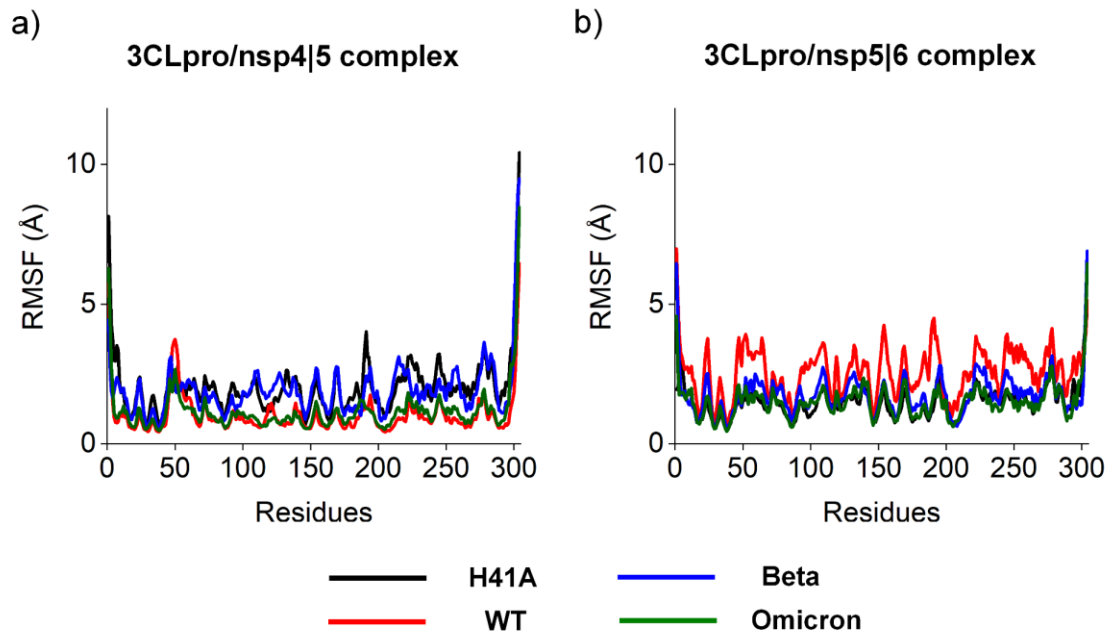 a)
3CLpro/nsp4|5 complex
10
5
0
RMSF (Å)
0 50 100 150 200 250 300
Residues
b)
3CLpro/nsp5|6 complex
10
5
0
RMSF (Å)
0 50 100 150 200 250 300
Residues
H41A Beta
WT Omicron